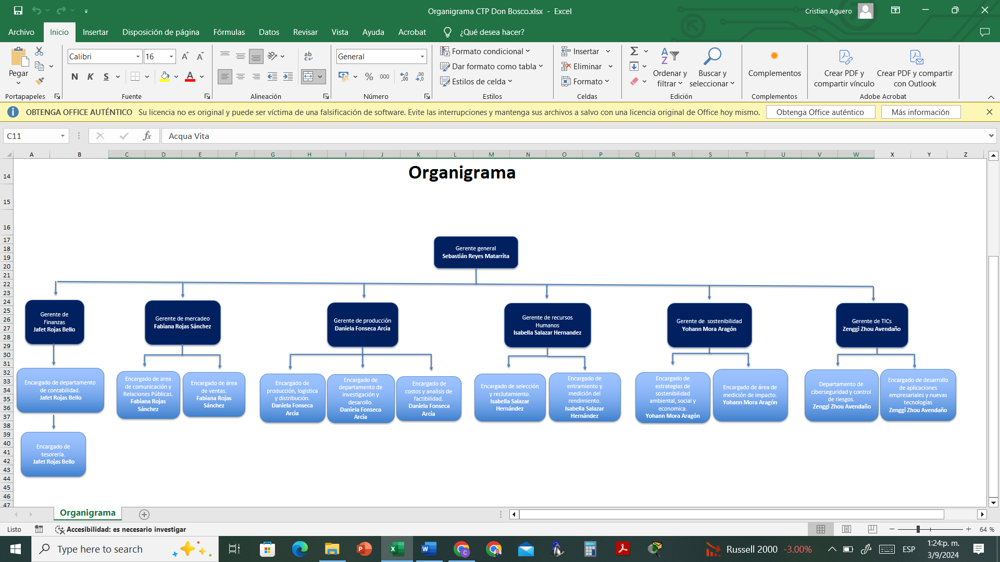 Organigrama CTP Don Bosco.xlsx - Excel
Cristian Aguero
Archivo Inicio Insertar Disposición de página Fórmulas Datos Revisar Vista Ayuda Acrobat ¿Qué desea hacer?
Pegar
Portapapeles
Calibri 16
N K S
Fuente
ab
Alineación
General
% 000
Número
Formato condicional
Dar formato como tabla
Estilos de celda
Estilos
Insertar
Eliminar
Formato
Celdas
Ordenar y
filtrar
Buscar y
seleccionar
Edición
Complementos
Complementos
Crear PDF y
compartir vínculo
Crear PDF y compartir
con Outlook
Adobe Acrobat
OBTENGA OFFICE AUTÉNTICO Su licencia no es original y puede ser víctima de una falsificación de software. Evite las interrupciones y mantenga sus archivos a salvo con una licencia original de Office hoy mismo. Obtenga Office auténtico Más información
C11 fx Acqua Vita
A B C D E F G H I J K L M N O P Q R S T U V W X Y Z
14
15
16
17
18
19
20
21
22
23
24
25
26
27
28
29
30
31
32
33
34
35
36
37
38
39
40
41
42
43
44
45
46
47
Organigrama
Gerente general
Sebastián Reyes Matarrita
Gerente de
Finanzas
Jafet Rojas Bello
Gerente de mercadeo
Fabiana Rojas Sánchez
Gerente de producción
Daniela Fonseca Arcia
Gerente de recursos
Humanos
Isabella Salazar Hernandez
Gerente de sostenibilidad
Yohann Mora Aragón
Gerente de TICs
Zenggi Zhou Avendaño
Encargado de departamento
de contabilidad.
Jafet Rojas Bello
Encargado de area
de comunicación y
Relaciones Públicas.
Fabiana Rojas
Sánchez
Encargado de área
de ventas.
Fabiana Rojas
Sánchez
Encargado de
producción, logistica
y distribución.
Daniela Fonseca
Arcia
Encargado de
departamento de
investigación y
desarollo.
Daniela Fonseca
Arcia
Encargado de
costos y analisis de
factibilidad.
Daniela Fonseca
Arcia
Encargado de selección
y reclutamiento.
Isabella Salazar
Hernández
Encargado de
entramiento y
medición del
rendimiento.
Isabella Salazar
Hernández
Encargado de
estrategias de
sostenibilidad
ambiental, social y
economica.
Yohann Mora Aragón
Encargado de área de
medición de impacto.
Yohann Mora Aragón
Departamento de
ciberseguridad y control
de riesgos.
Zenggi Zhou Avendaño
Encargado de desarrollo
de aplicaciones
empresariales y nuevas
tecnologías
Zenggi Zhou Avendaño
Encargado de
tesorería.
Jafet Rojas Bello
Organigrama
Listo Accesibilidad: es necesario investigar 64 %
Type here to search
Russell 2000 -3.00%
ESP
1:24:p. m.
3/9/2024